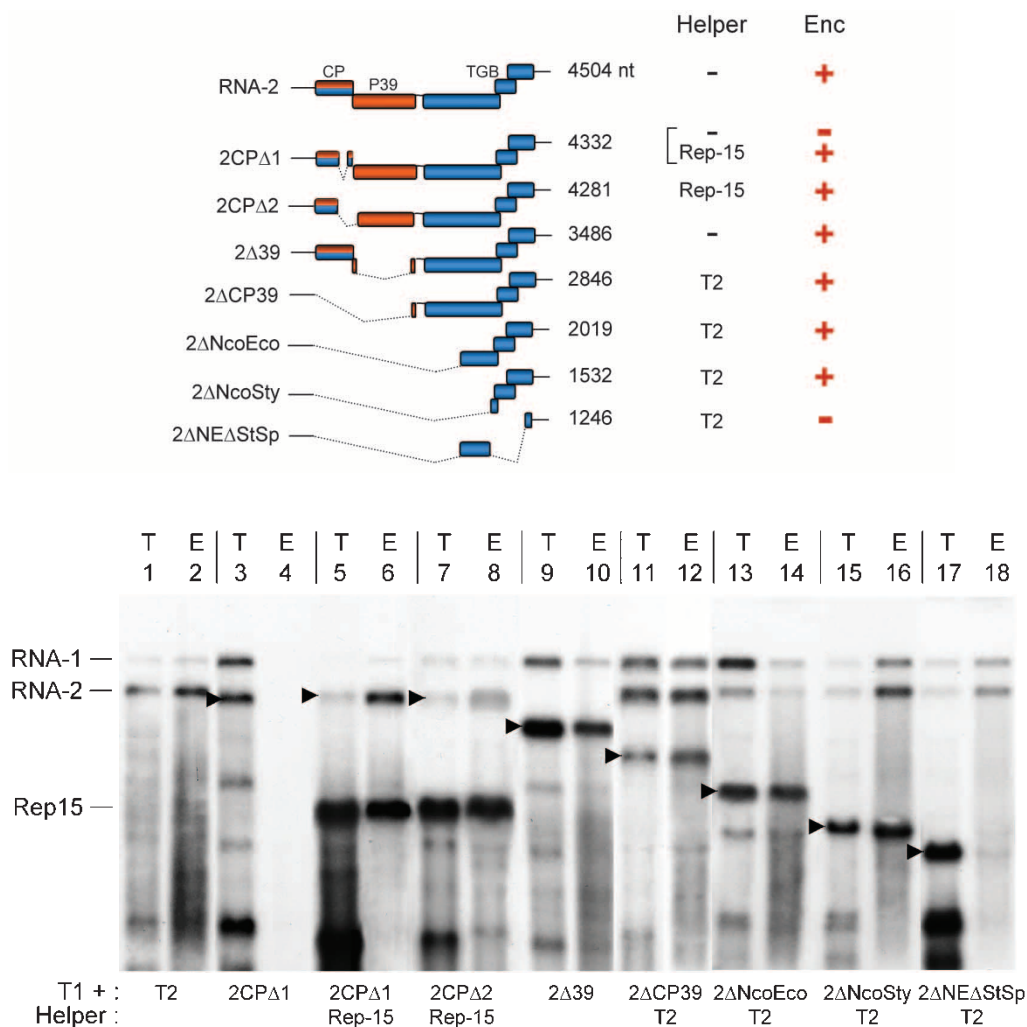 Helper Enc
CP P39 TGB
RNA-2 4504 nt - +
2CPΔ1 4332 - -
Rep-15 +
2CPΔ2 4281 Rep-15 +
2Δ39 3486 - +
2ΔCP39 2846 T2 +
2ΔNcoEco 2019 T2 +
2ΔNcoSty 1532 T2 +
2ΔNEΔStSp 1246 T2 -
T E T E T E T E T E T E T E T E T E
1 2 3 4 5 6 7 8 9 10 11 12 13 14 15 16 17 18
RNA-1
RNA-2
Rep15
T1 + : T2 2CPΔ1 2CPΔ1 2CPΔ2 2Δ39 2ΔCP39 2ΔNcoEco 2ΔNcoSty 2ΔNEΔStSp
Helper : Rep-15 Rep-15 T2 T2 T2 T2